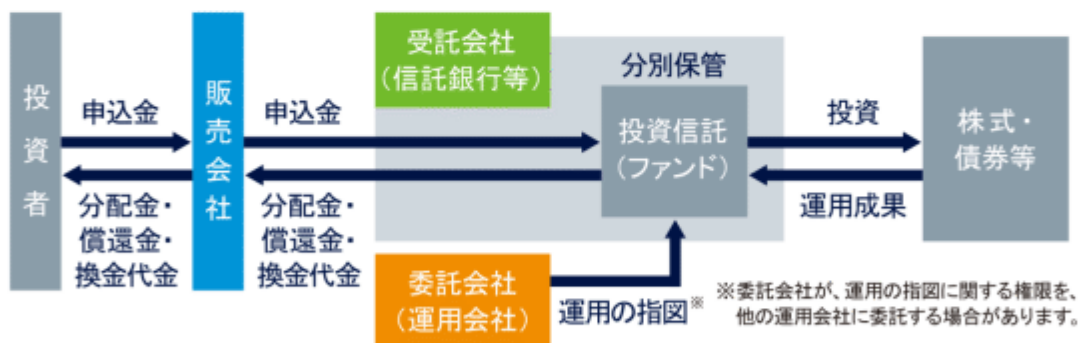 投資者
申込金
分配金・
償還金・
換金代金
販売会社
申込金
分配金・
償還金・
換金代金
受託会社
（信託銀行等）
分別保管
投資信託
（ファンド）
委託会社
（運用会社）
運用の指図※
投資
運用成果
株式・
債券等
※委託会社が、運用の指図に関する権限を、
他の運用会社に委託する場合があります。